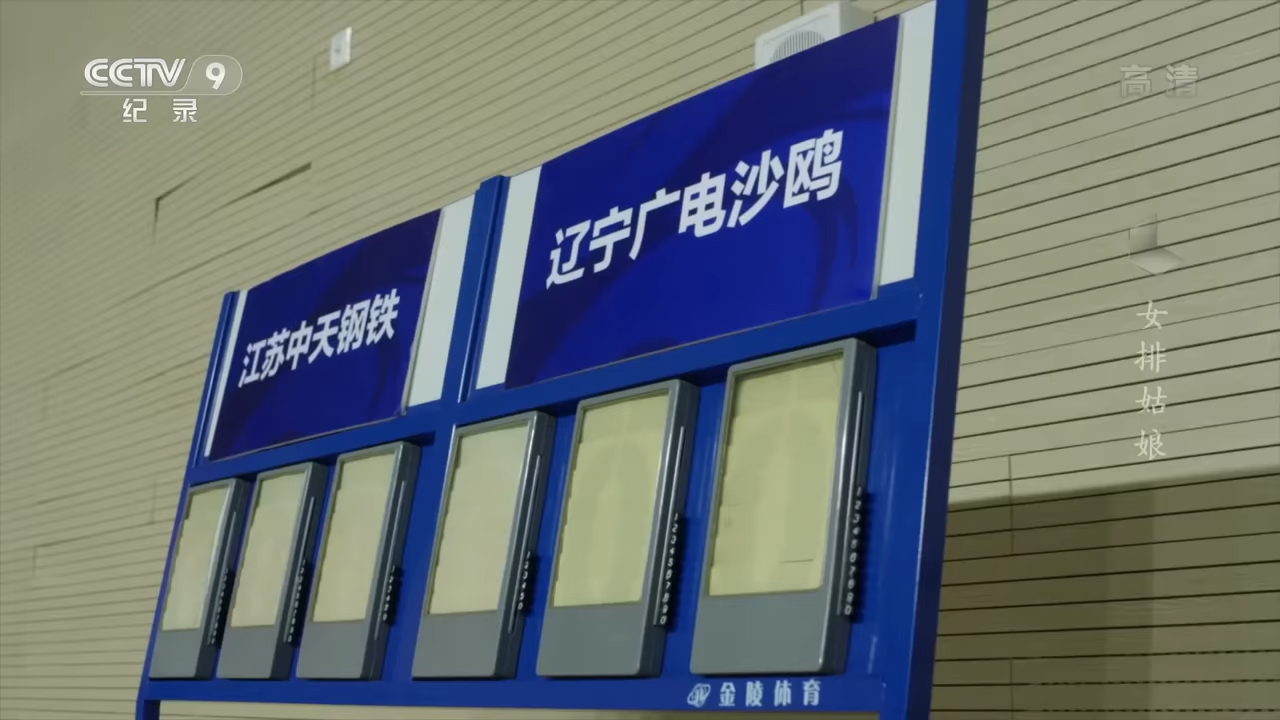 CCTV 9
纪录
高清
江苏中天钢铁
辽宁广电沙鸥
女排姑娘
金陵体育